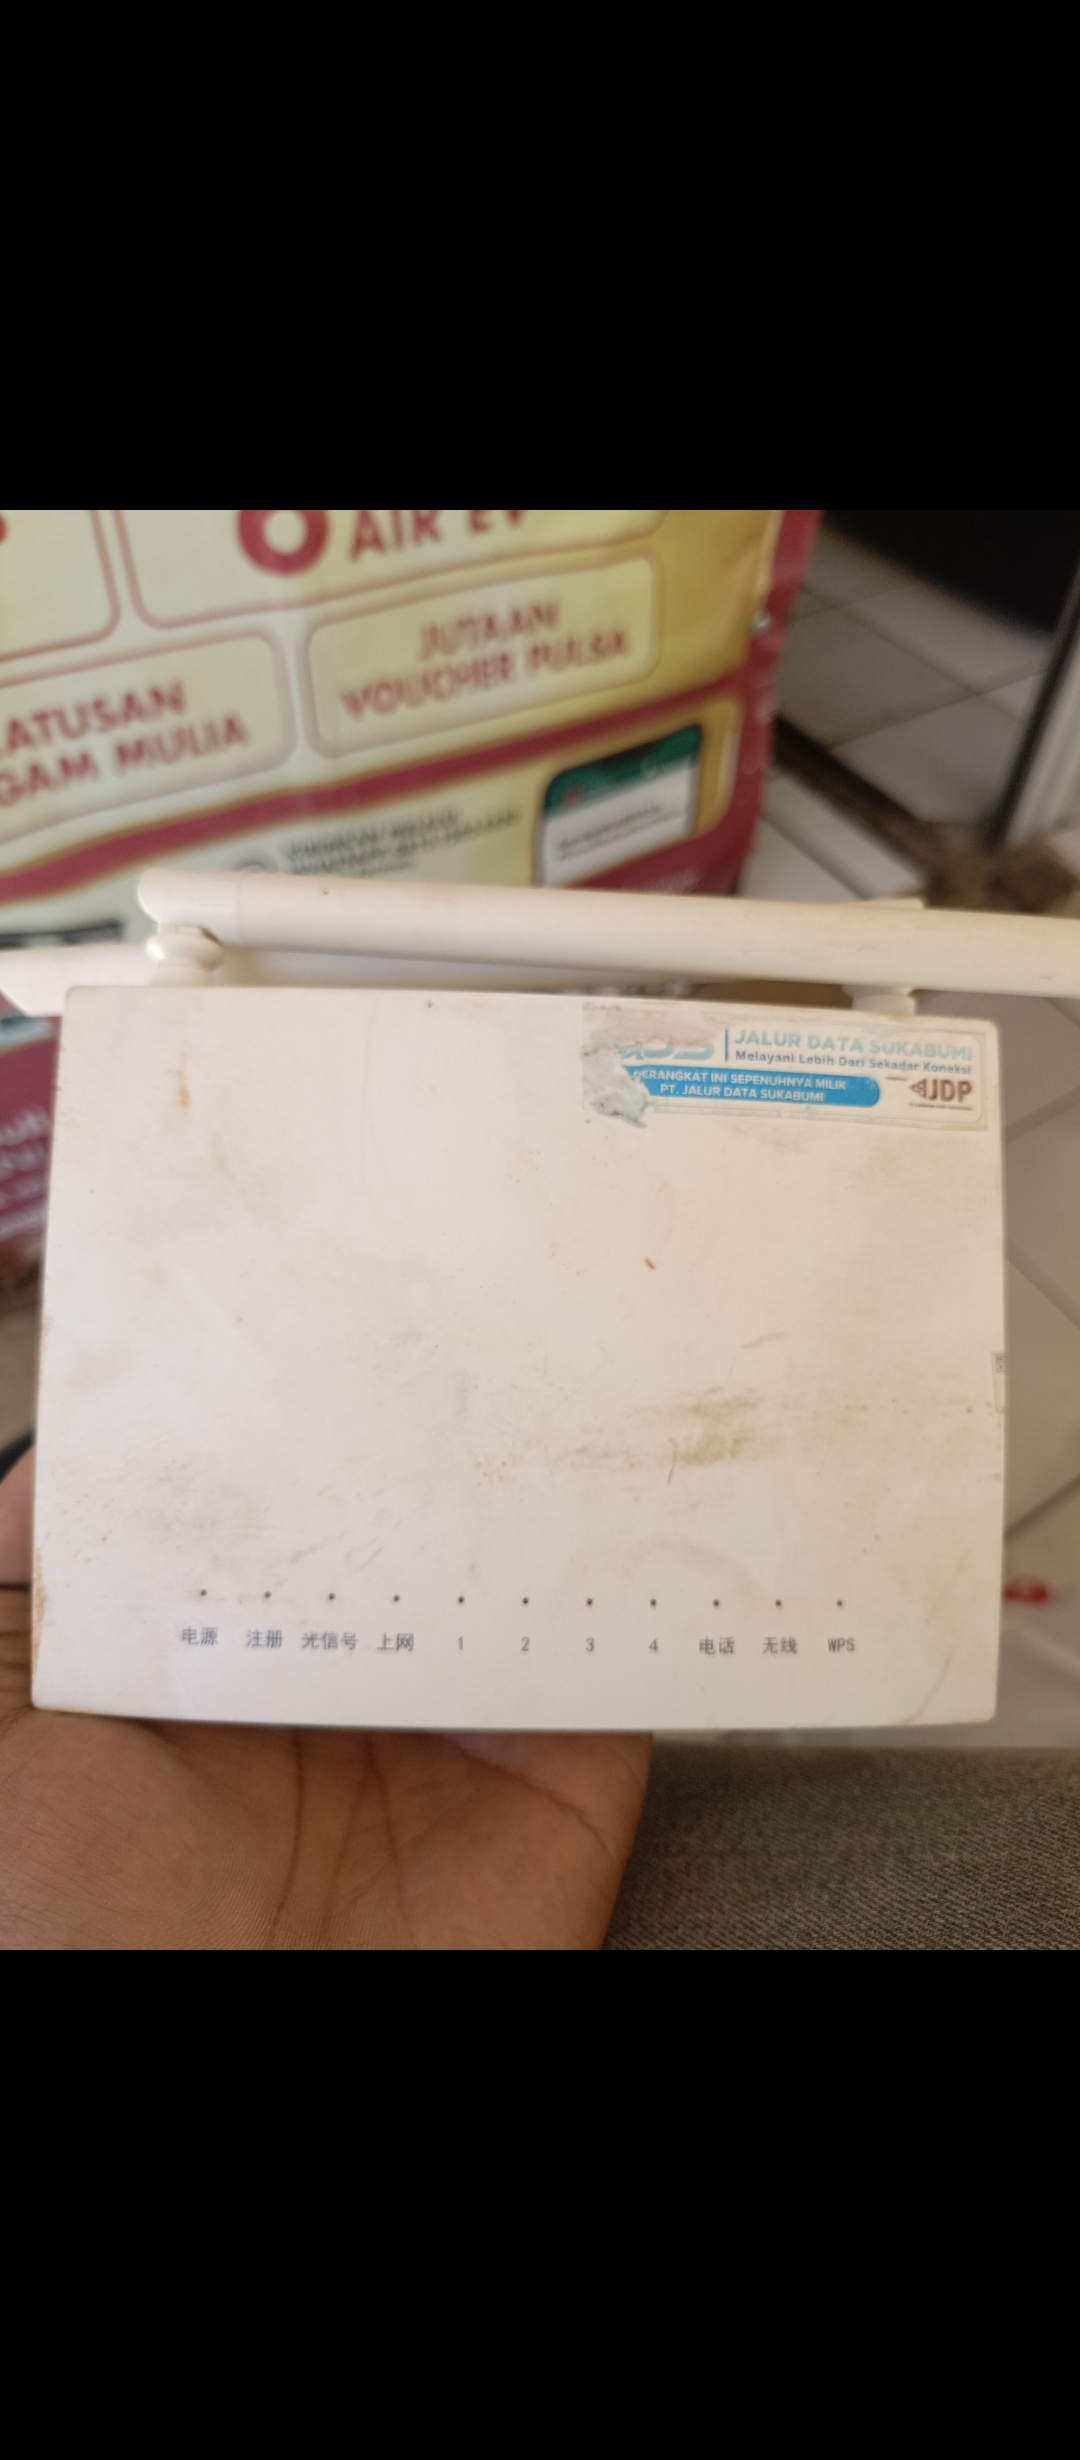 6 AIR EV
JUTAAN
VOUCHER PULSA
ATUSAN
GAM MULIA
JALUR DATA SUKABUMI
Melayani Lebih Dari Sekadar Koneksi
PERANGKAT INI SEPENUHNYA MILIK
PT. JALUR DATA SUKABUMI
JDP
电源 注册 光信号 上网 1 2 3 4 电话 无线 WPS